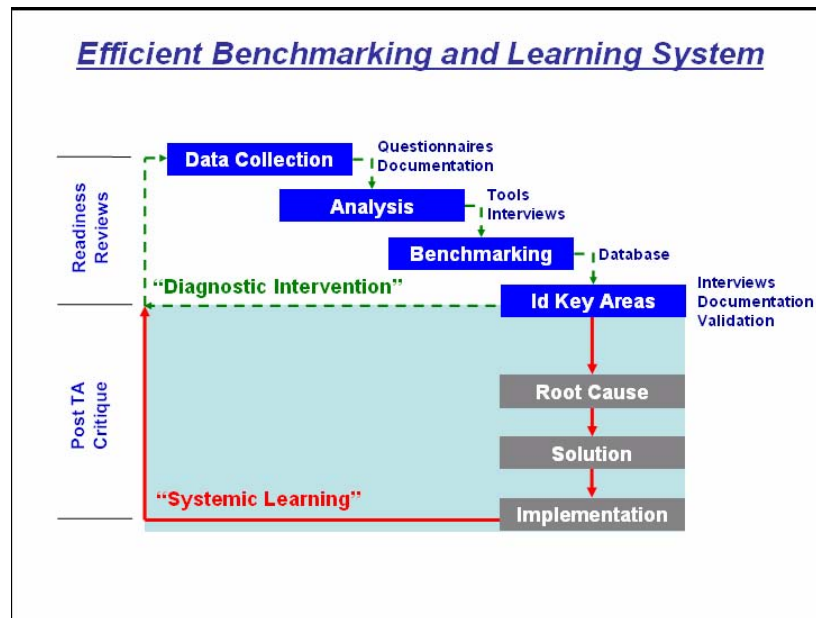 Efficient Benchmarking and Learning System
Data Collection
Questionnaires
Documentation
Analysis
Tools
Interviews
Benchmarking
Database
Readiness
Reviews
“Diagnostic Intervention”
Id Key Areas
Interviews
Documentation
Validation
Post TA
Critique
Root Cause
Solution
“Systemic Learning”
Implementation